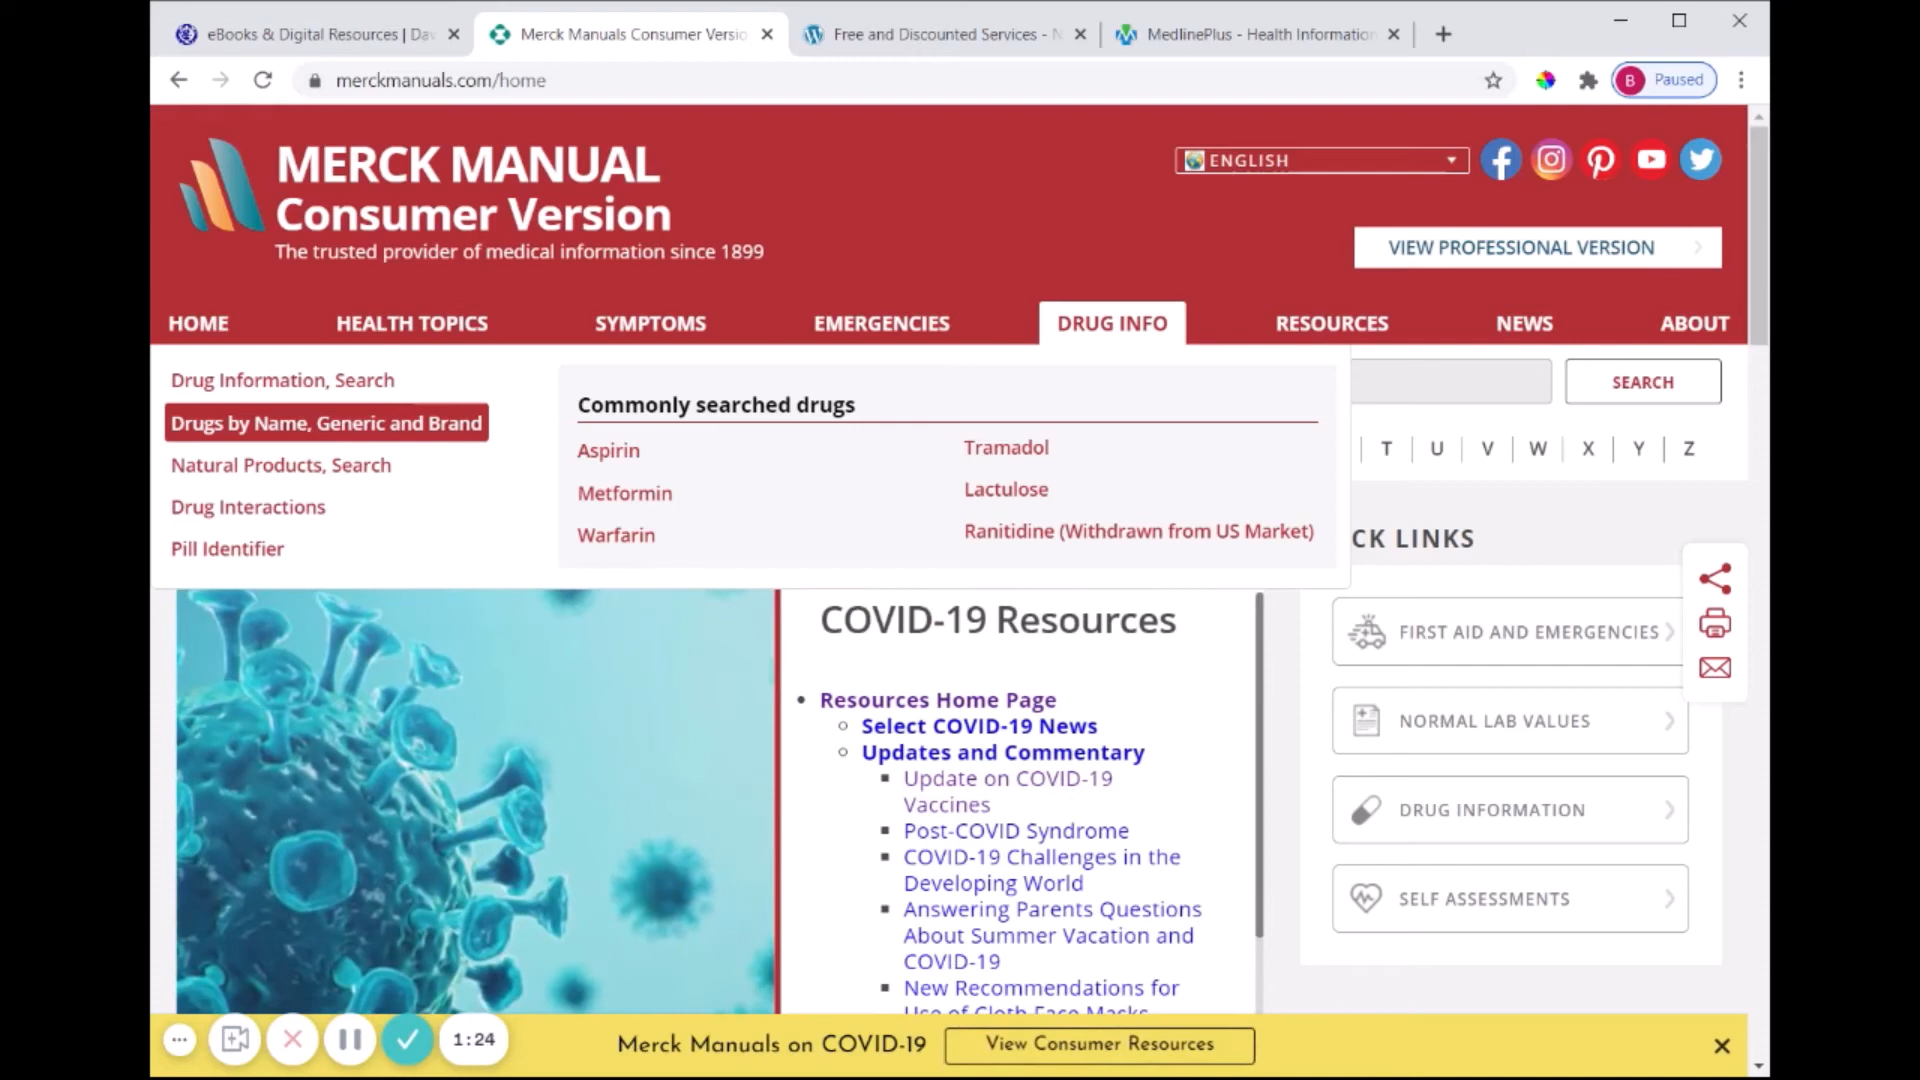 eBooks & Digital Resources | Dav
Merck Manuals Consumer Versio
Free and Discounted Services - N
MedlinePlus - Health Information
merckmanuals.com/home
B Paused
MERCK MANUAL
Consumer Version
The trusted provider of medical information since 1899
ENGLISH
VIEW PROFESSIONAL VERSION
HOME HEALTH TOPICS SYMPTOMS EMERGENCIES DRUG INFO RESOURCES NEWS ABOUT
Drug Information, Search
Drugs by Name, Generic and Brand
Natural Products, Search
Drug Interactions
Pill Identifier
Commonly searched drugs
Aspirin
Metformin
Warfarin
Tramadol
Lactulose
Ranitidine (Withdrawn from US Market)
SEARCH
| T | U | V | W | X | Y | Z
CK LINKS
FIRST AID AND EMERGENCIES
NORMAL LAB VALUES
DRUG INFORMATION
SELF ASSESSMENTS
COVID-19 Resources
Resources Home Page
Select COVID-19 News
Updates and Commentary
Update on COVID-19
Vaccines
Post-COVID Syndrome
COVID-19 Challenges in the
Developing World
Answering Parents Questions
About Summer Vacation and
COVID-19
New Recommendations for
Use of Cloth Face Masks
1:24
Merck Manuals on COVID-19
View Consumer Resources